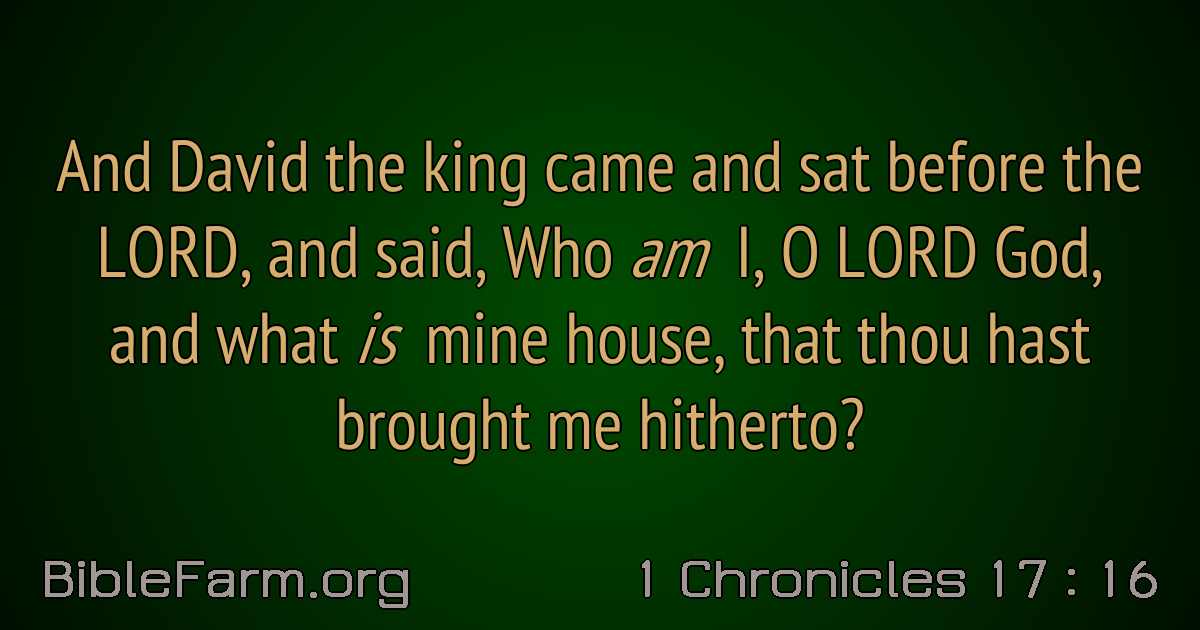 And David the king came and sat before the
LORD, and said, Who am I, O LORD God,
and what is mine house, that thou hast
brought me hitherto?
BibleFarm.org
1 Chronicles 17 : 16